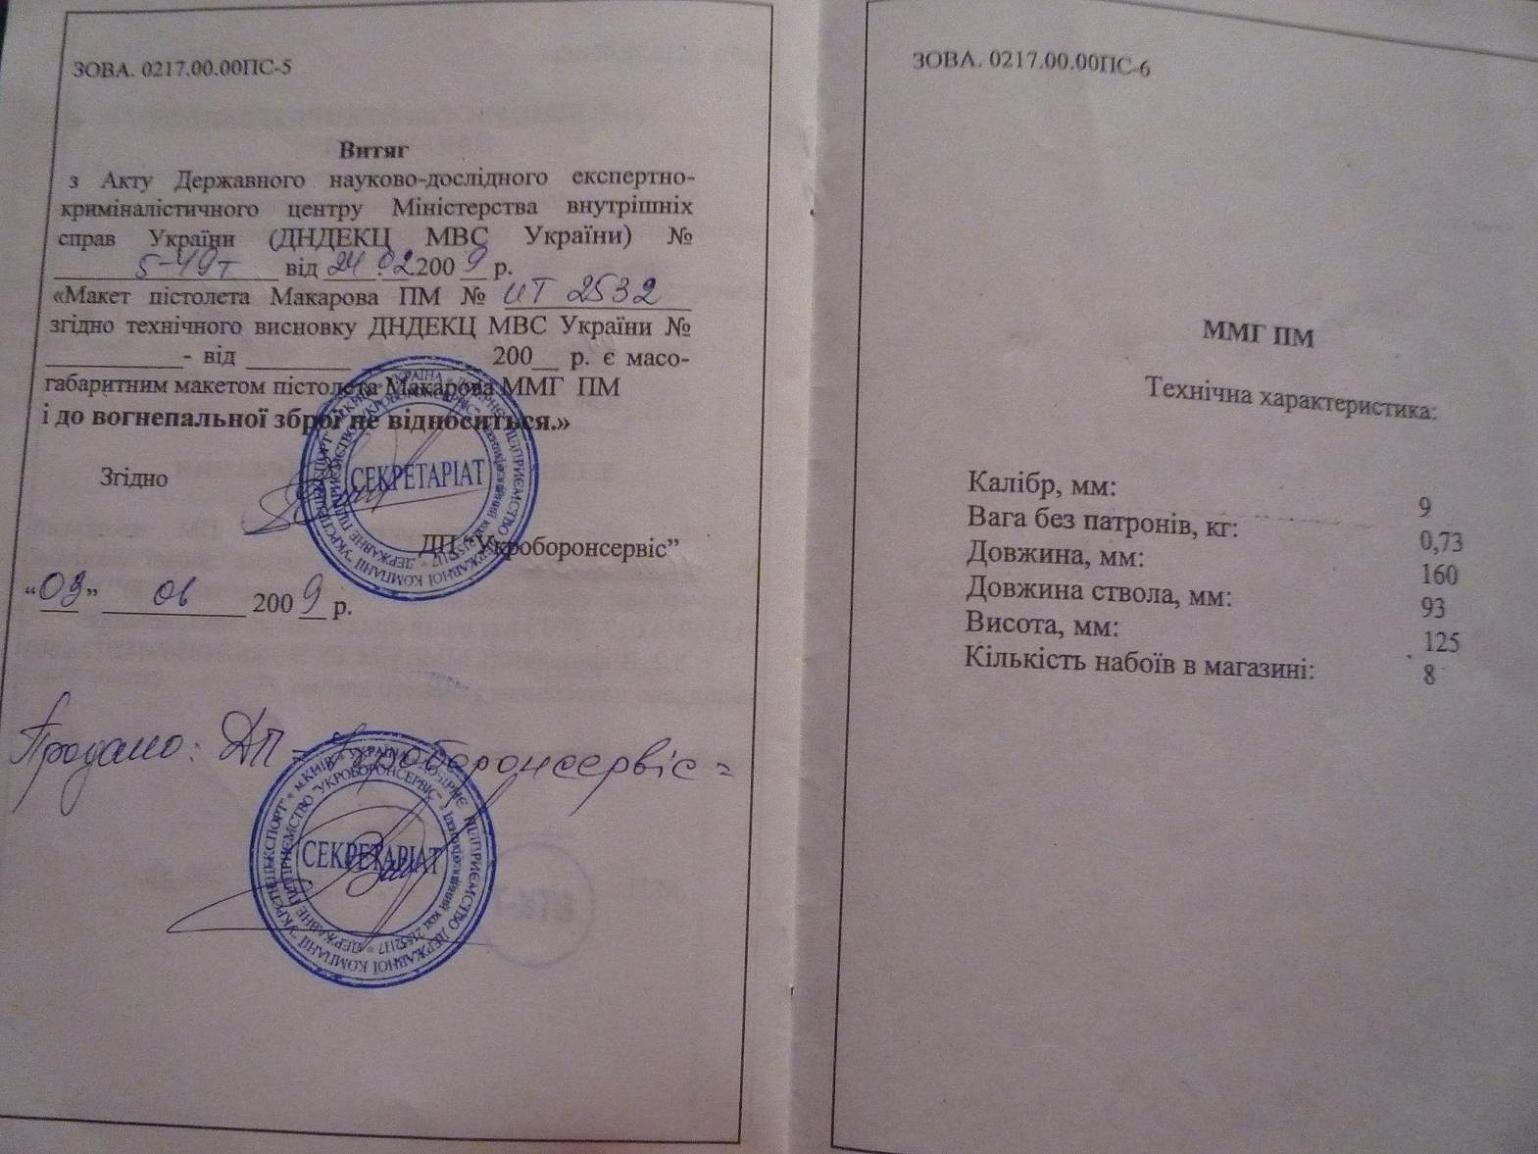 ЗОВА. 0217.00.00ПС-5
Витяг
з Акту Державного науково-дослідного експертно-
криміналістичного центру Міністерства внутрішніх
справ України (ДНДЕКЦ МВС України) №
5-49т від 24.02 2009 р.
«Макет пістолета Макарова ПМ № ИТ 2532
згідно технічного висновку ДНДЕКЦ МВС України №
__________- від ________ 200__ р. є масо-
габаритним макетом пістолета Макарова ММГ ПМ
і до вогнепальної зброї не відноситься.»
Згідно
СЕКРЕТАРІАТ
ДП "Укроборонсервіс”
“03” 06 2009 р.
Продано: ДП "Укроборонсервіс"
СЕКРЕТАРІАТ
ЗОВА. 0217.00.00ПС-6
ММГ ПМ
Технічна характеристика:
Калібр, мм: 9
Вага без патронів, кг: 0,73
Довжина, мм: 160
Довжина ствола, мм: 93
Висота, мм: 125
Кількість набоїв в магазині: 8